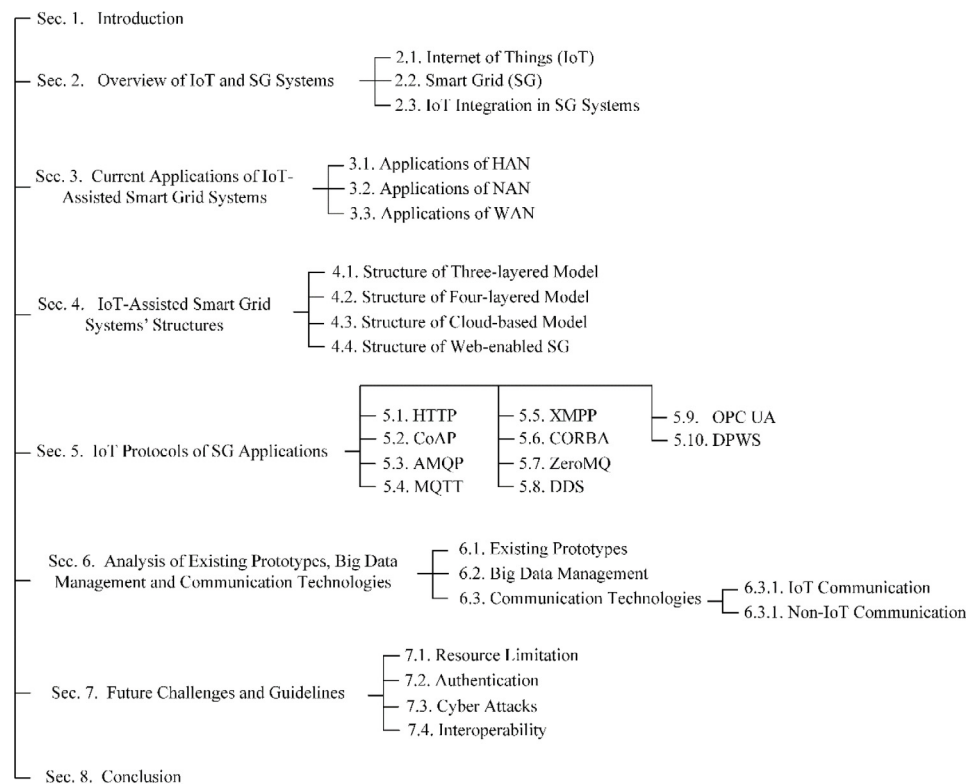 Sec. 1. Introduction
Sec. 2. Overview of IoT and SG Systems
2.1. Internet of Things (IoT)
2.2. Smart Grid (SG)
2.3. IoT Integration in SG Systems
Sec. 3. Current Applications of IoT-
Assisted Smart Grid Systems
3.1. Applications of HAN
3.2. Applications of NAN
3.3. Applications of WAN
Sec. 4. IoT-Assisted Smart Grid
Systems' Structures
4.1. Structure of Three-layered Model
4.2. Structure of Four-layered Model
4.3. Structure of Cloud-based Model
4.4. Structure of Web-enabled SG
Sec. 5. IoT Protocols of SG Applications
5.1. HTTP
5.2. CoAP
5.3. AMQP
5.4. MQTT
5.5. XMPP
5.6. CORBA
5.7. ZeroMQ
5.8. DDS
5.9. OPC UA
5.10. DPWS
Sec. 6. Analysis of Existing Prototypes, Big Data
Management and Communication Technologies
6.1. Existing Prototypes
6.2. Big Data Management
6.3. Communication Technologies
6.3.1. IoT Communication
6.3.1. Non-IoT Communication
Sec. 7. Future Challenges and Guidelines
7.1. Resource Limitation
7.2. Authentication
7.3. Cyber Attacks
7.4. Interoperability
Sec. 8. Conclusion